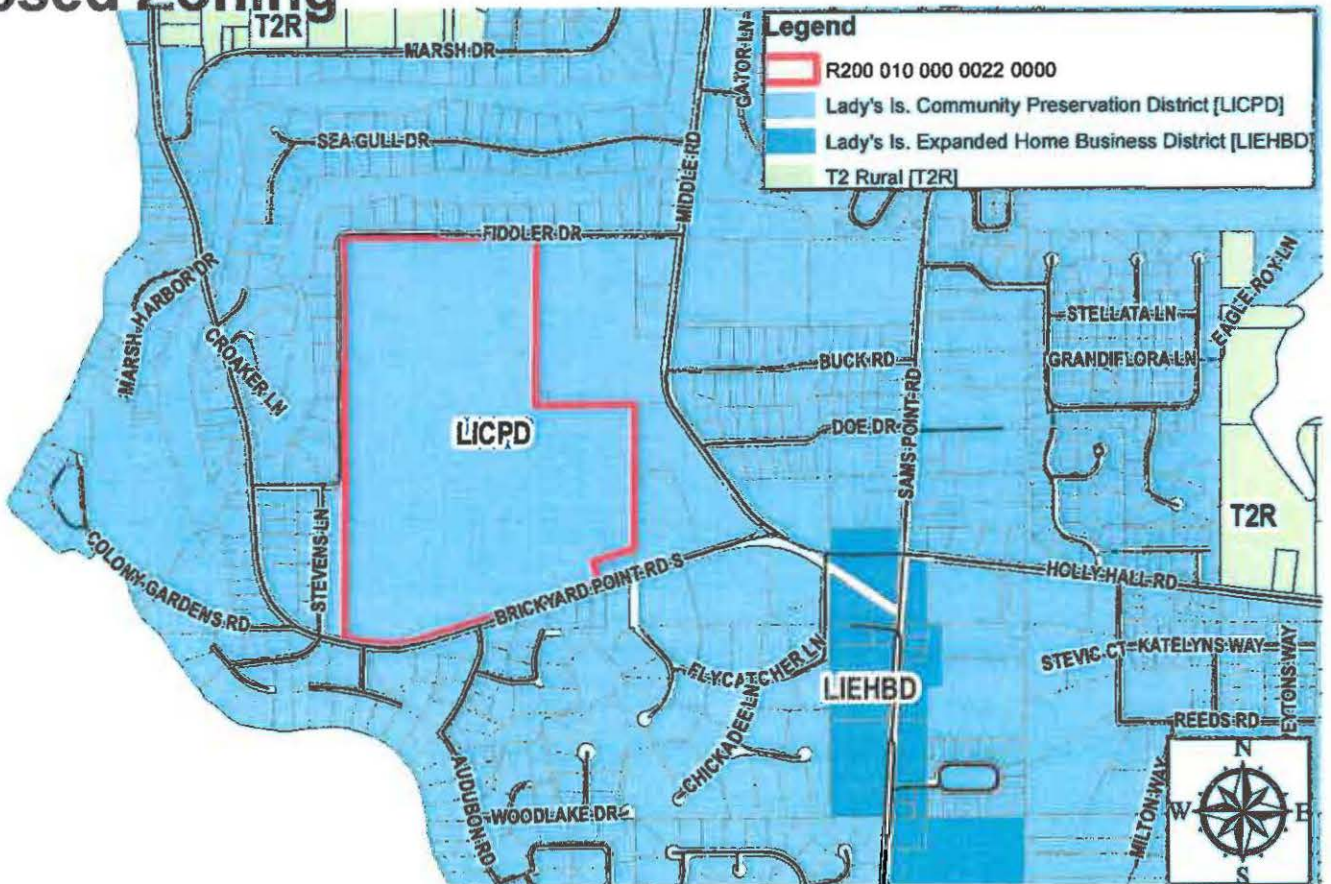 osed Zoning
T2R
MARSH DR
GATOR LN
Legend
R200 010 000 0022 0000
Lady's Is. Community Preservation District [LICPD]
Lady's Is. Expanded Home Business District [LIEHBD]
T2 Rural [T2R]
SEA GULL DR
MIDDLE RD
FIDDLER DR
MARSH HARBOR DR
CROAKER LN
STELLATA LN
EAGLE ROY LN
BUCK RD
GRANDIFLORA LN
LICPD
DOE DR
SAMS POINT RD
T2R
COLONY GARDENS RD
STEVENS LN
BRICKYARD POINT RD S
HOLLY HALL RD
FLYCATCHER LN
LIEHBD
STEVIC CT
KATELYNS WAY
EYTONS WAY
CHICKADEE LN
REEDS RD
AUDUBON RD
WOODLAKE DR
MILTON WAY
N
W
E
S